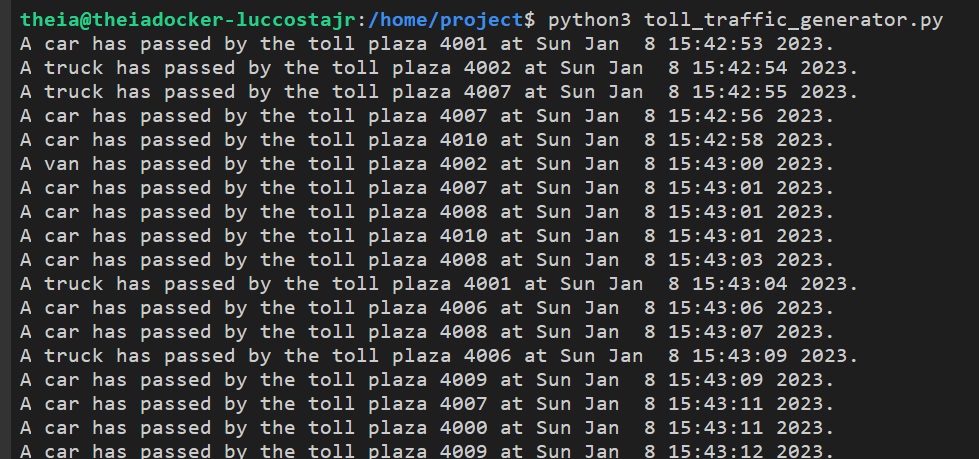 theia@theiadocker-luccostajr:/home/project$ python3 toll_traffic_generator.py
A car has passed by the toll plaza 4001 at Sun Jan  8 15:42:53 2023.
A truck has passed by the toll plaza 4002 at Sun Jan  8 15:42:54 2023.
A truck has passed by the toll plaza 4007 at Sun Jan  8 15:42:55 2023.
A car has passed by the toll plaza 4007 at Sun Jan  8 15:42:56 2023.
A car has passed by the toll plaza 4010 at Sun Jan  8 15:42:58 2023.
A van has passed by the toll plaza 4002 at Sun Jan  8 15:43:00 2023.
A car has passed by the toll plaza 4007 at Sun Jan  8 15:43:01 2023.
A car has passed by the toll plaza 4008 at Sun Jan  8 15:43:01 2023.
A car has passed by the toll plaza 4010 at Sun Jan  8 15:43:01 2023.
A car has passed by the toll plaza 4008 at Sun Jan  8 15:43:03 2023.
A truck has passed by the toll plaza 4001 at Sun Jan  8 15:43:04 2023.
A car has passed by the toll plaza 4006 at Sun Jan  8 15:43:06 2023.
A car has passed by the toll plaza 4008 at Sun Jan  8 15:43:07 2023.
A truck has passed by the toll plaza 4006 at Sun Jan  8 15:43:09 2023.
A car has passed by the toll plaza 4009 at Sun Jan  8 15:43:09 2023.
A car has passed by the toll plaza 4007 at Sun Jan  8 15:43:11 2023.
A car has passed by the toll plaza 4000 at Sun Jan  8 15:43:11 2023.
A car has passed by the toll plaza 4009 at Sun Jan  8 15:43:12 2023.